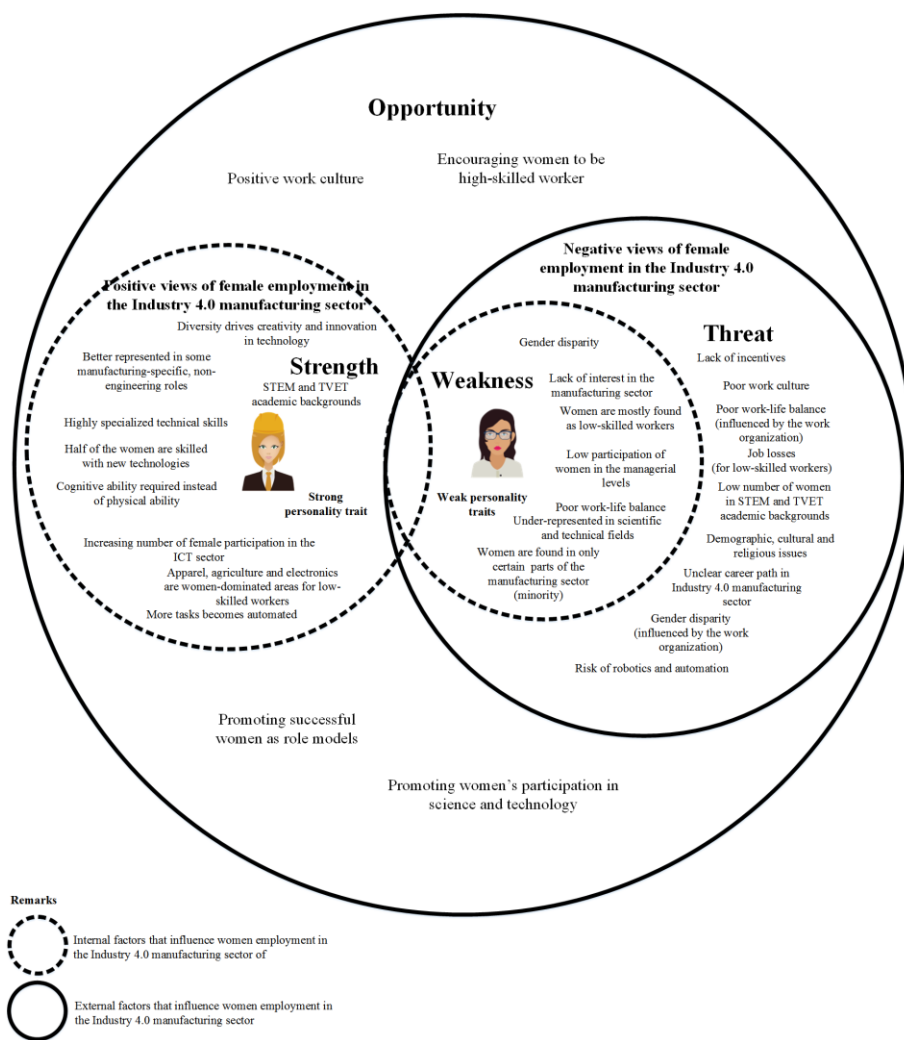 Opportunity
Positive work culture
Encouraging women to be
high-skilled worker
Positive views of female employment in
the Industry 4.0 manufacturing sector
Diversity drives creativity and innovation
in technology
Strength
Better represented in some
manufacturing-specific, non-
engineering roles
STEM and TVET
academic backgrounds
Highly specialized technical skills
Half of the women are skilled
with new technologies
Cognitive ability required instead
of physical ability
Strong
personality trait
Increasing number of female participation in the
ICT sector
Apparel, agriculture and electronics
are women-dominated areas for low-
skilled workers
More tasks becomes automated
Negative views of female
employment in the Industry 4.0
manufacturing sector
Gender disparity
Weakness
Lack of interest in the
manufacturing sector
Women are mostly found
as low-skilled workers
Low participation of
women in the managerial
levels
Weak personality
traits
Poor work-life balance
Under-represented in scientific
and technical fields
Women are found in only
certain parts of the
manufacturing sector
(minority)
Threat
Lack of incentives
Poor work culture
Poor work-life balance
(influenced by the work
organization)
Job losses
(for low-skilled workers)
Low number of women
in STEM and TVET
academic backgrounds
Demographic, cultural and
religious issues
Unclear career path in
Industry 4.0 manufacturing
sector
Gender disparity
(influenced by the work
organization)
Risk of robotics and automation
Promoting successful
women as role models
Promoting women's participation in
science and technology
Remarks
Internal factors that influence women employment in
the Industry 4.0 manufacturing sector of
External factors that influence women employment in
the Industry 4.0 manufacturing sector